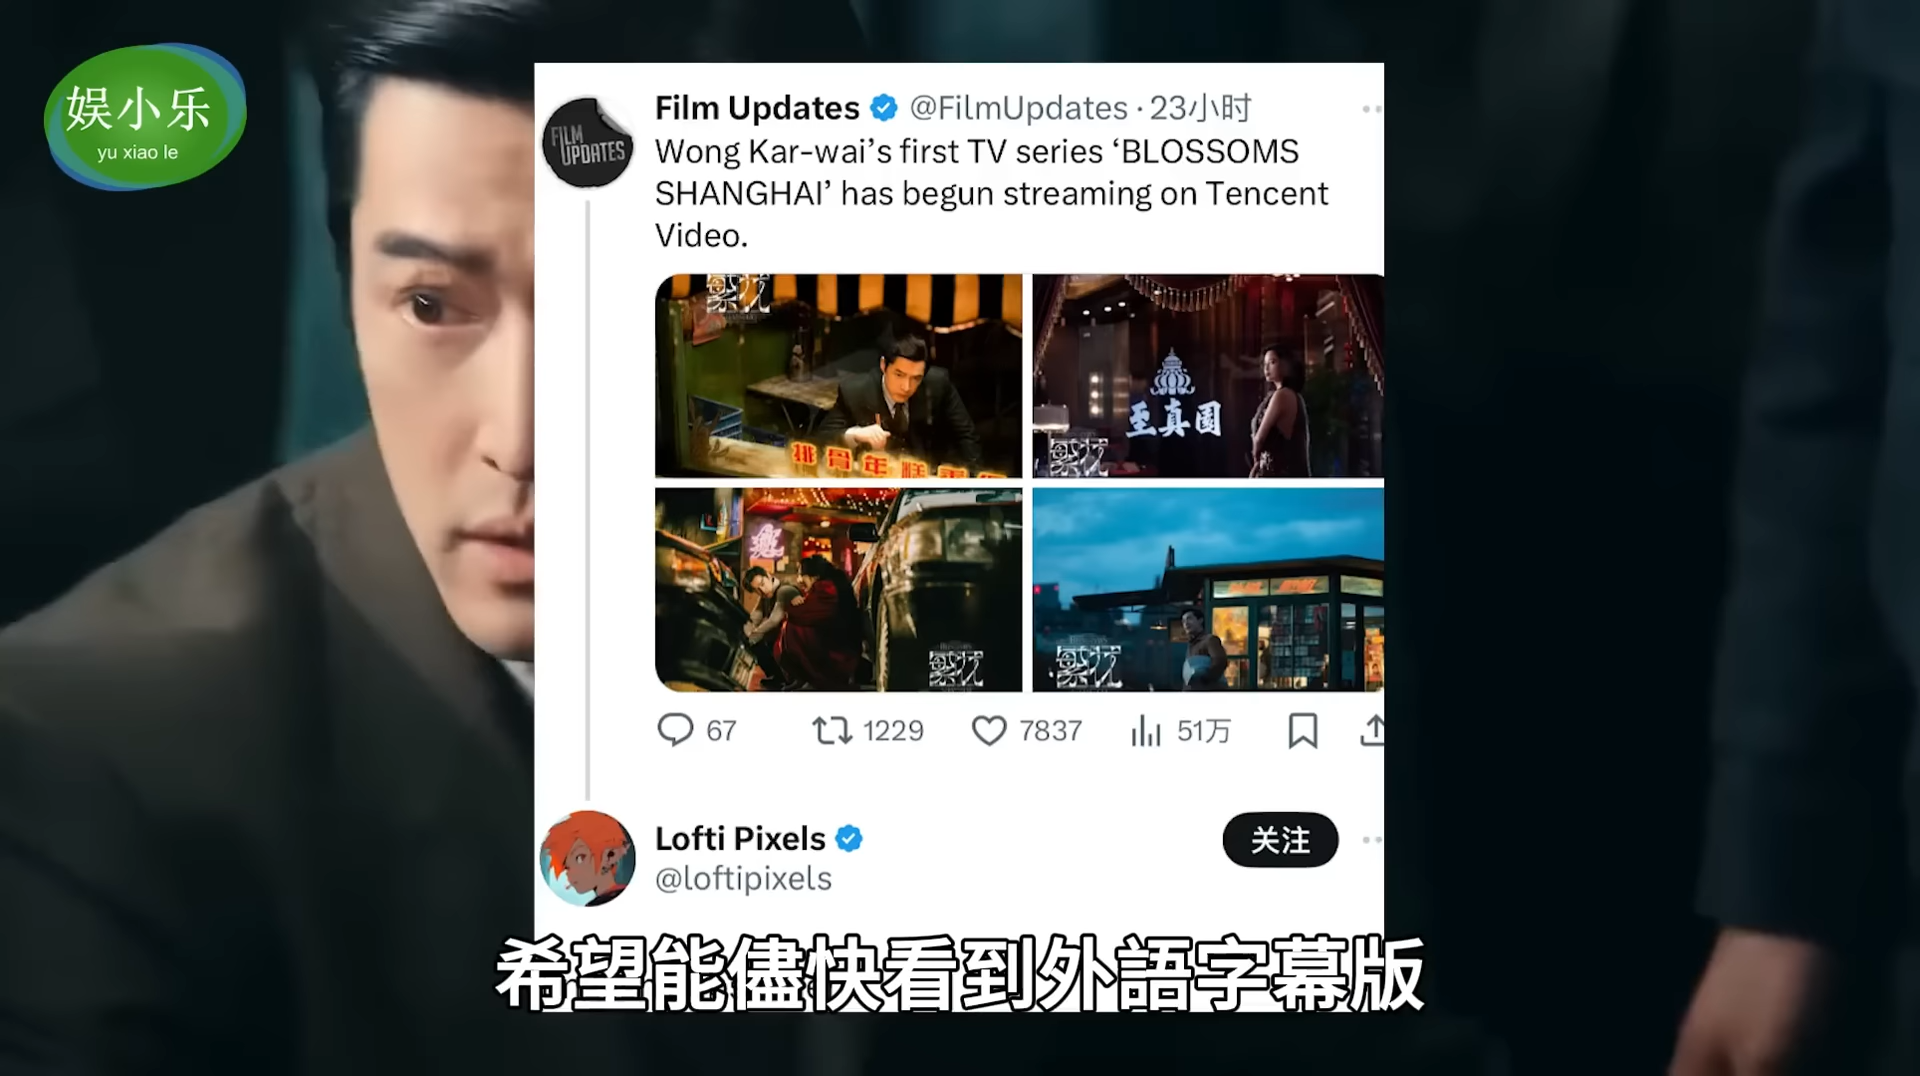 娱小乐
yu xiao le
FILM
UPDATES
Film Updates @FilmUpdates · 23小时
Wong Kar-wai’s first TV series ‘BLOSSOMS
SHANGHAI’ has begun streaming on Tencent
Video.
繁花
排骨年糕
至真园
繁花
繁花
繁花
67 1229 7837 51万
Lofti Pixels
@loftipixels
关注
希望能儘快看到外語字幕版